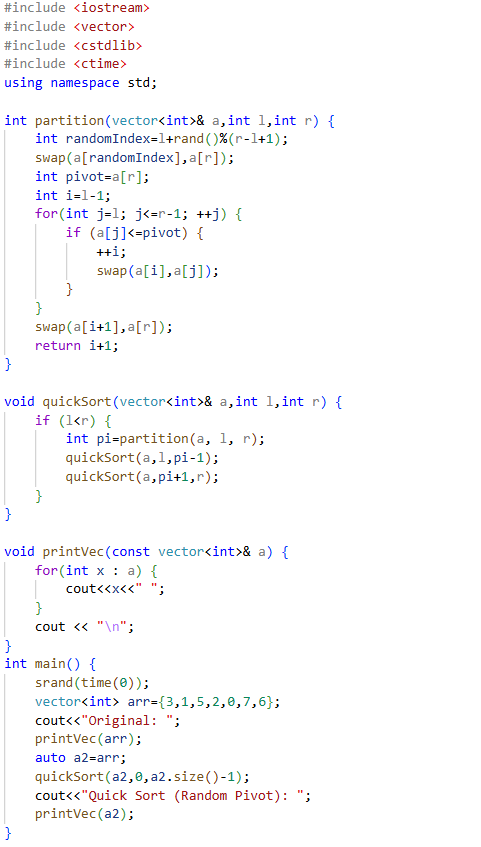 #include <iostream>
#include <vector>
#include <cstdlib>
#include <ctime>
using namespace std;

int partition(vector<int>& a,int l,int r) {
    int randomIndex=l+rand()%(r-l+1);
    swap(a[randomIndex],a[r]);
    int pivot=a[r];
    int i=l-1;
    for(int j=l; j<=r-1; ++j) {
        if (a[j]<=pivot) {
            ++i;
            swap(a[i],a[j]);
        }
    }
    swap(a[i+1],a[r]);
    return i+1;
}

void quickSort(vector<int>& a,int l,int r) {
    if (l<r) {
        int pi=partition(a, l, r);
        quickSort(a,l,pi-1);
        quickSort(a,pi+1,r);
    }
}

void printVec(const vector<int>& a) {
    for(int x : a) {
        cout<<x<<" ";
    }
    cout << "\n";
}
int main() {
    srand(time(0));
    vector<int> arr={3,1,5,2,0,7,6};
    cout<<"Original: ";
    printVec(arr);
    auto a2=arr;
    quickSort(a2,0,a2.size()-1);
    cout<<"Quick Sort (Random Pivot): ";
    printVec(a2);
}